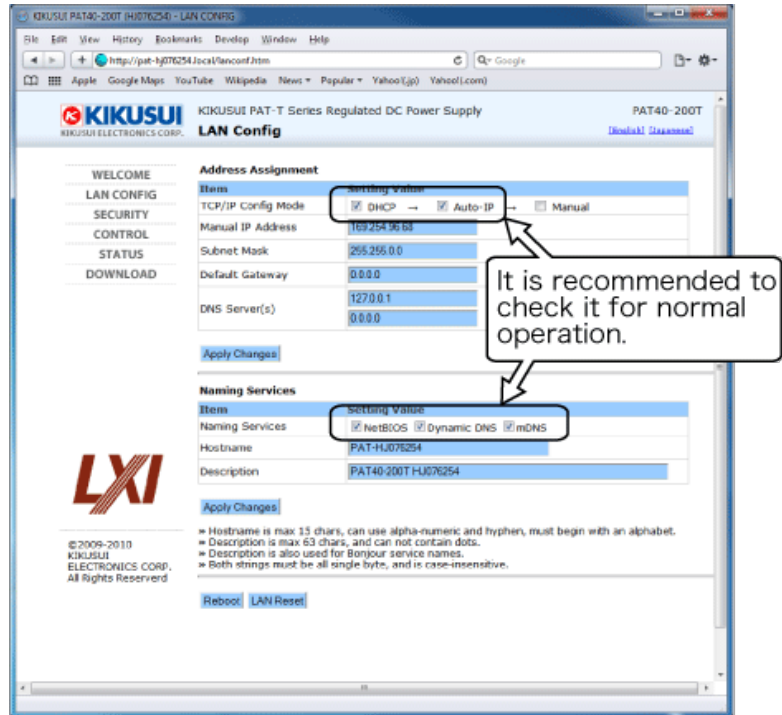 KIKUSUI PAT40-200T (HJ076254) - LAN CONFIG
File Edit View History Bookmarks Develop Window Help
http://pat-hj076254.local/lanconf.htm
Google
Apple Google Maps YouTube Wikipedia News Popular Yahoo!(.jp) Yahoo!(.com)
KIKUSUI
KIKUSUI ELECTRONICS CORP.
KIKUSUI PAT-T Series Regulated DC Power Supply
PAT40-200T
LAN Config
[English] [Japanese]
WELCOME
LAN CONFIG
SECURITY
CONTROL
STATUS
DOWNLOAD
Address Assignment
Item Setting Value
TCP/IP Config Mode DHCP → Auto-IP → Manual
Manual IP Address 169.254.96.68
Subnet Mask 255.255.0.0
Default Gateway 0.0.0.0
DNS Server(s) 127.0.0.1
0.0.0.0
Apply Changes
It is recommended to
check it for normal
operation.
Naming Services
Item Setting Value
Naming Services NetBIOS Dynamic DNS mDNS
Hostname PAT-HJ076254
Description PAT40-200T HJ076254
Apply Changes
» Hostname is max 15 chars, can use alpha-numeric and hyphen, must begin with an alphabet.
» Description is max 63 chars, and can not contain dots.
» Description is also used for Bonjour service names.
» Both strings must be all single byte, and is case-insensitive.
Reboot LAN Reset
LXI
©2009-2010
KIKUSUI
ELECTRONICS CORP.
All Rights Reserverd